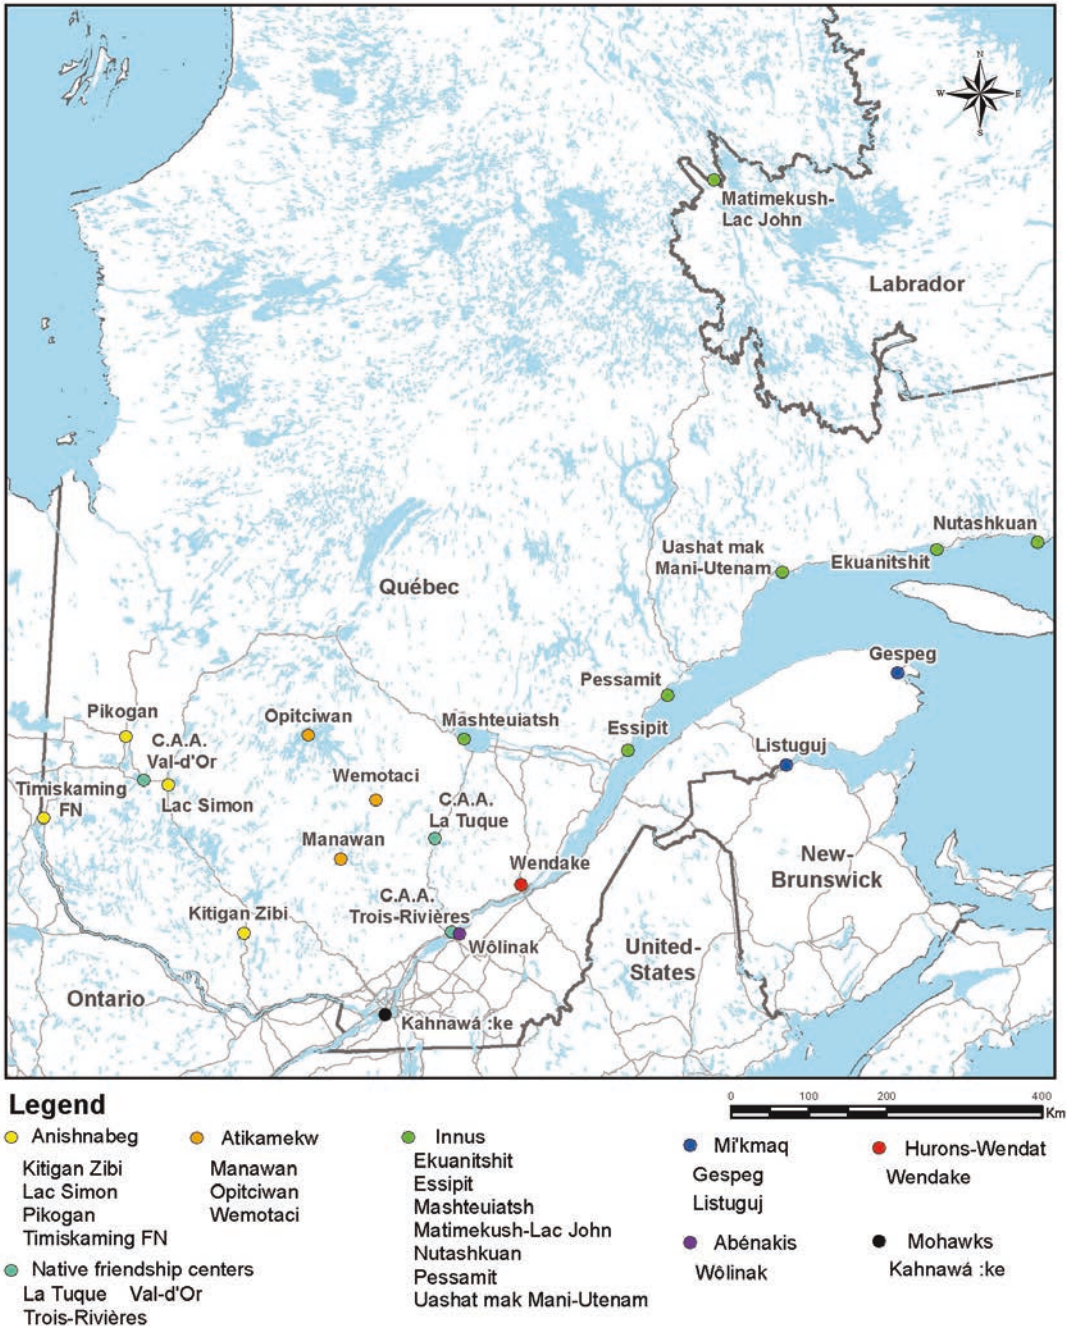 N
W
E
S
Matimekush-
Lac John
Labrador
Nutashkuan
Uashat mak
Mani-Utenam
Ekuanitshit
Québec
Gespeg
Pessamit
Pikogan
Opitciwan
Mashteuiatsh
Essipit
C.A.A.
Val-d'Or
Listuguj
Wemotaci
Timiskaming
FN
Lac Simon
C.A.A.
La Tuque
Manawan
Wendake
New-
Brunswick
C.A.A.
Trois-Rivières
Kitigan Zibi
Wôlinak
United-
States
Ontario
Kahnawá :ke
Legend
0 100 200 400
Km
Anishnabeg
Kitigan Zibi
Lac Simon
Pikogan
Timiskaming FN
Native friendship centers
La Tuque Val-d'Or
Trois-Rivières
Atikamekw
Manawan
Opitciwan
Wemotaci
Innus
Ekuanitshit
Essipit
Mashteuiatsh
Matimekush-Lac John
Nutashkuan
Pessamit
Uashat mak Mani-Utenam
Mi'kmaq
Gespeg
Listuguj
Abénakis
Wôlinak
Hurons-Wendat
Wendake
Mohawks
Kahnawá :ke